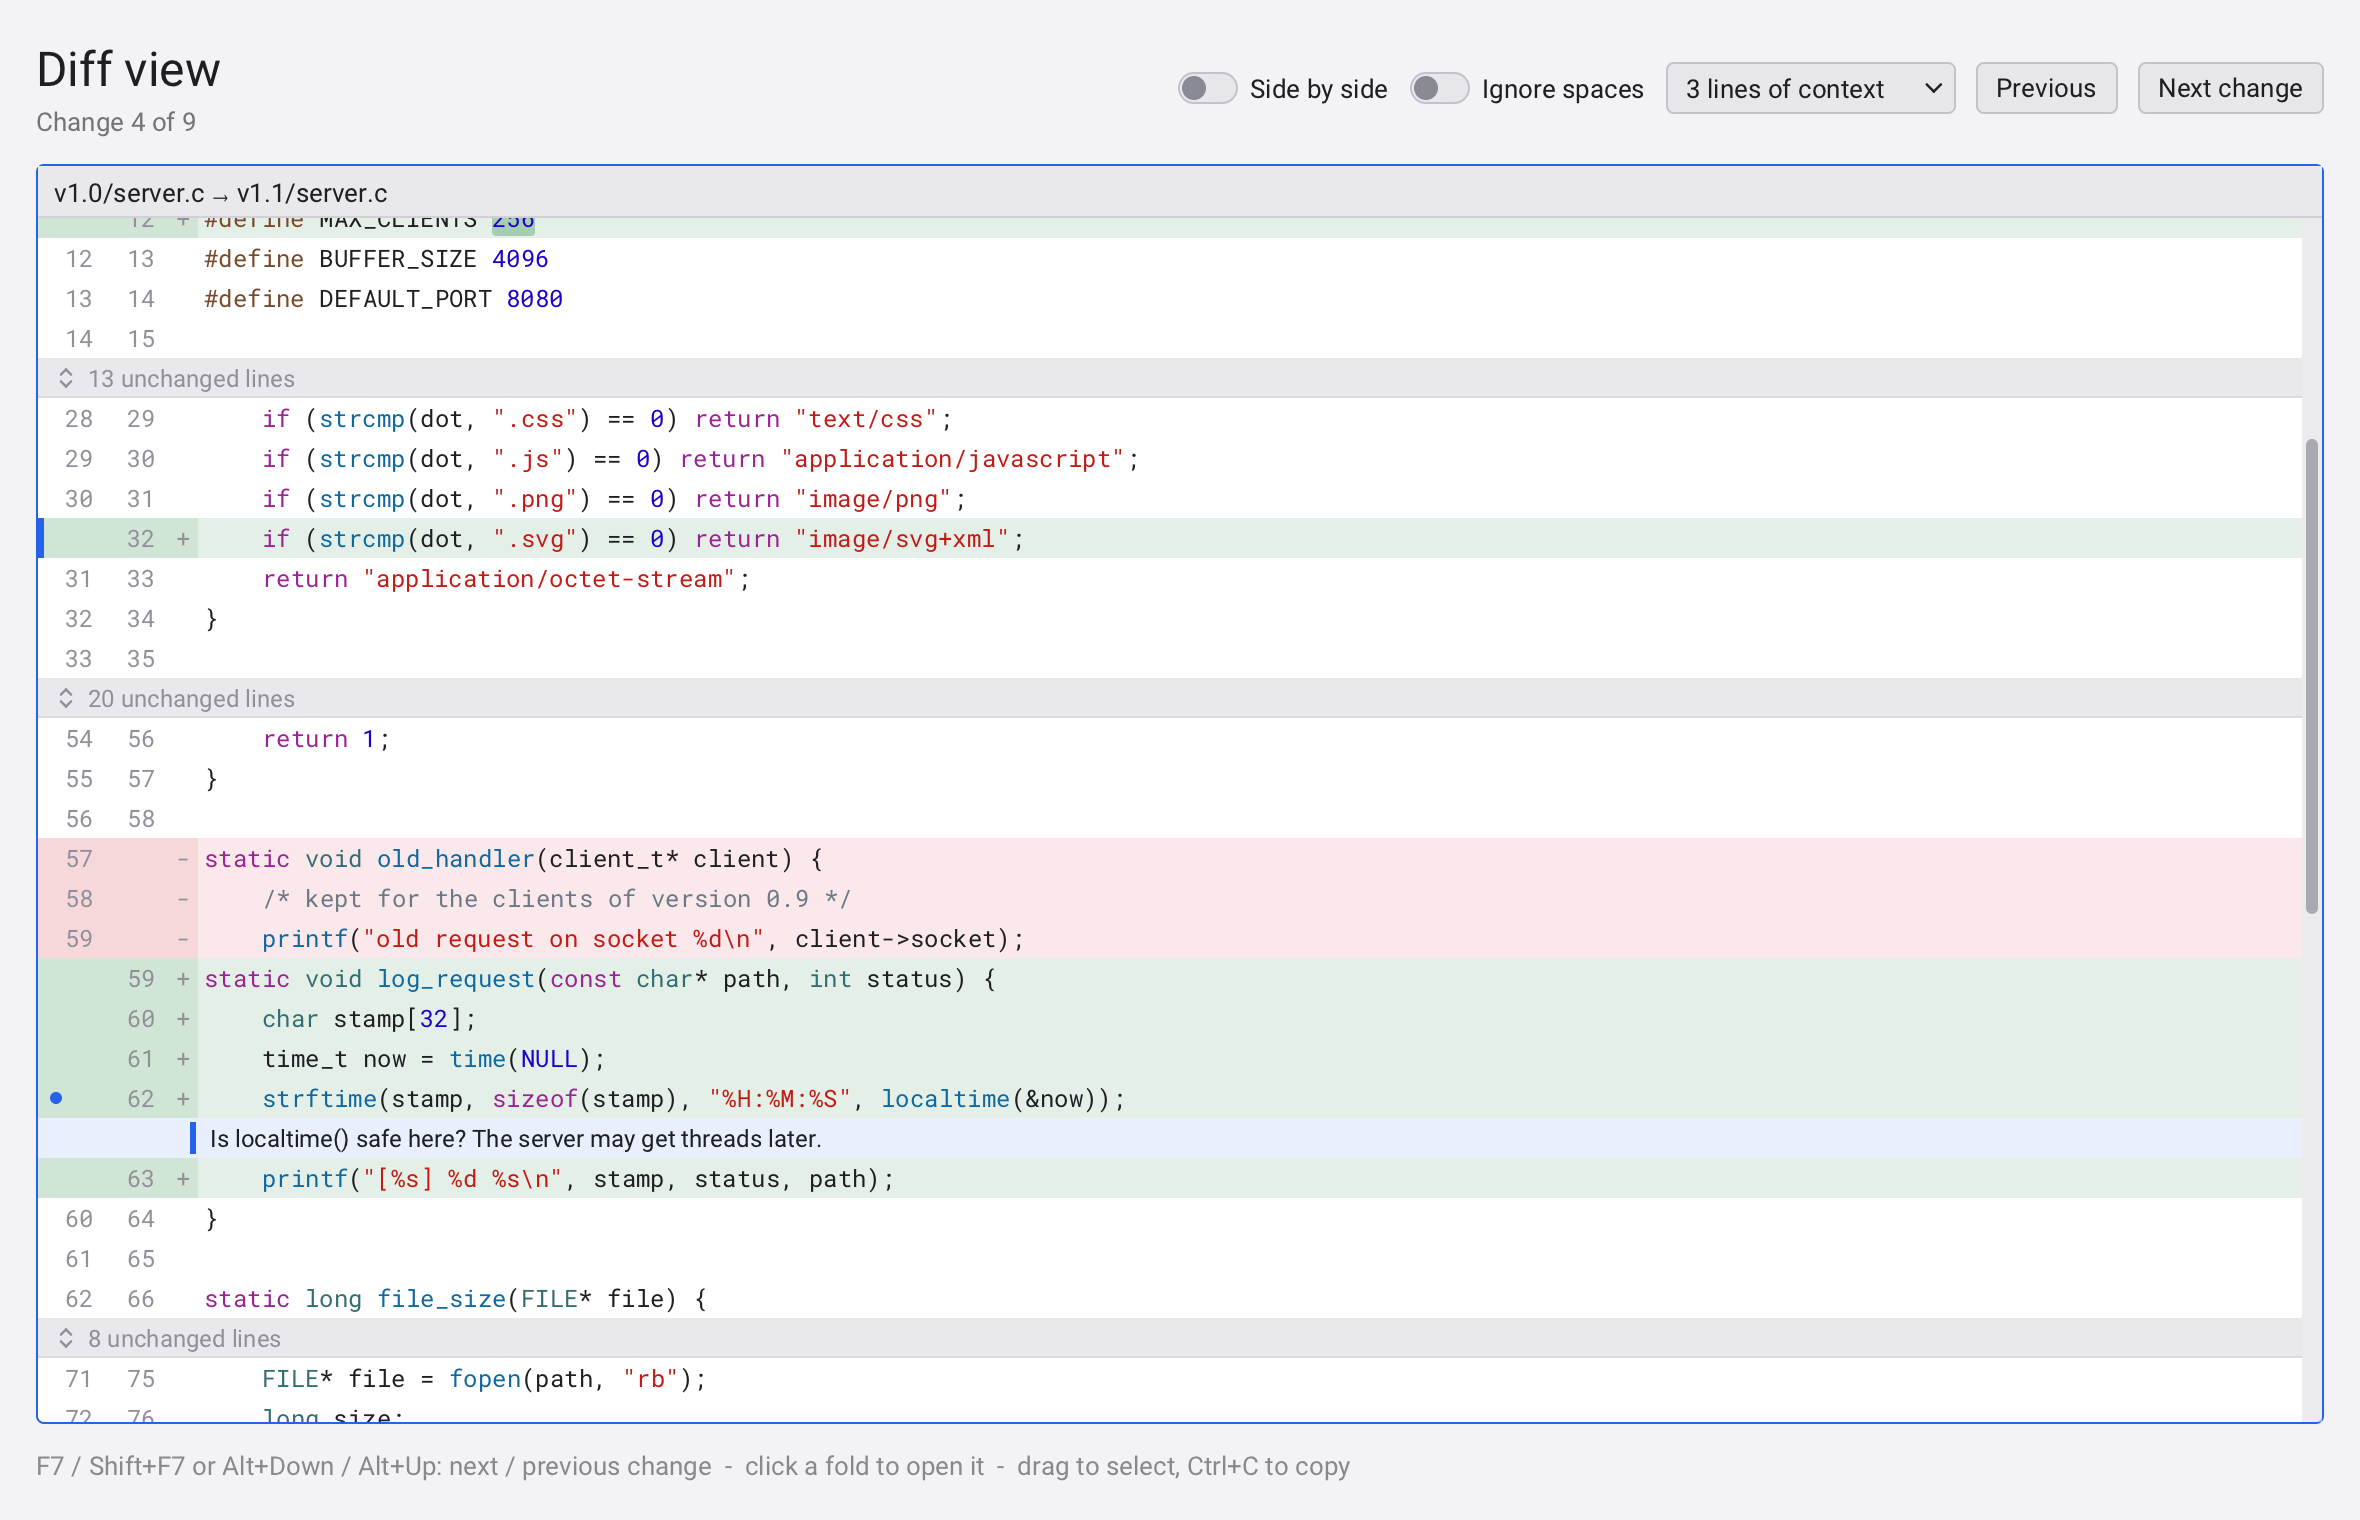 Diff view
Change 4 of 9
Side by side Ignore spaces 3 lines of context Previous Next change
v1.0/server.c → v1.1/server.c
12 + #define MAX_CLIENTS 256
12 13 #define BUFFER_SIZE 4096
13 14 #define DEFAULT_PORT 8080
14 15
13 unchanged lines
28 29     if (strcmp(dot, ".css") == 0) return "text/css";
29 30     if (strcmp(dot, ".js") == 0) return "application/javascript";
30 31     if (strcmp(dot, ".png") == 0) return "image/png";
32 +     if (strcmp(dot, ".svg") == 0) return "image/svg+xml";
31 33     return "application/octet-stream";
32 34 }
33 35
20 unchanged lines
54 56     return 1;
55 57 }
56 58
57 - static void old_handler(client_t* client) {
58 -     /* kept for the clients of version 0.9 */
59 -     printf("old request on socket %d\n", client->socket);
59 + static void log_request(const char* path, int status) {
60 +     char stamp[32];
61 +     time_t now = time(NULL);
62 +     strftime(stamp, sizeof(stamp), "%H:%M:%S", localtime(&now));
Is localtime() safe here? The server may get threads later.
63 +     printf("[%s] %d %s\n", stamp, status, path);
60 64 }
61 65
62 66 static long file_size(FILE* file) {
8 unchanged lines
71 75     FILE* file = fopen(path, "rb");
72 76     long size;
F7 / Shift+F7 or Alt+Down / Alt+Up: next / previous change - click a fold to open it - drag to select, Ctrl+C to copy